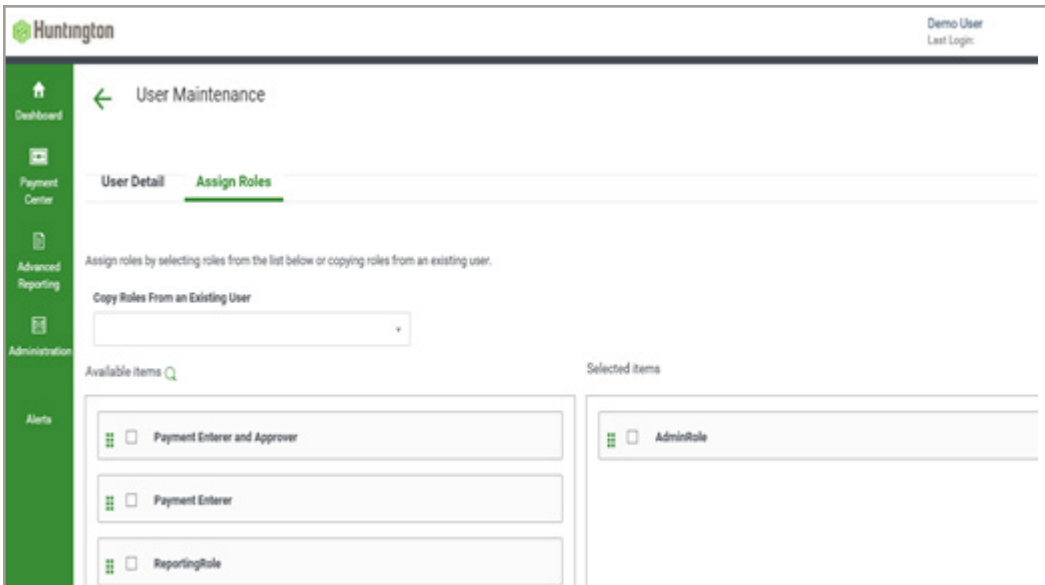 Huntington
Demo User
Last Login:
Dashboard
Payment
Center
Advanced
Reporting
Administration
Alerts
User Maintenance
User Detail
Assign Roles
Assign roles by selecting roles from the list below or copying roles from an existing user.
Copy Roles From an Existing User
Available items
Payment Enterer and Approver
Payment Enterer
ReportingRole
Selected items
AdminRole